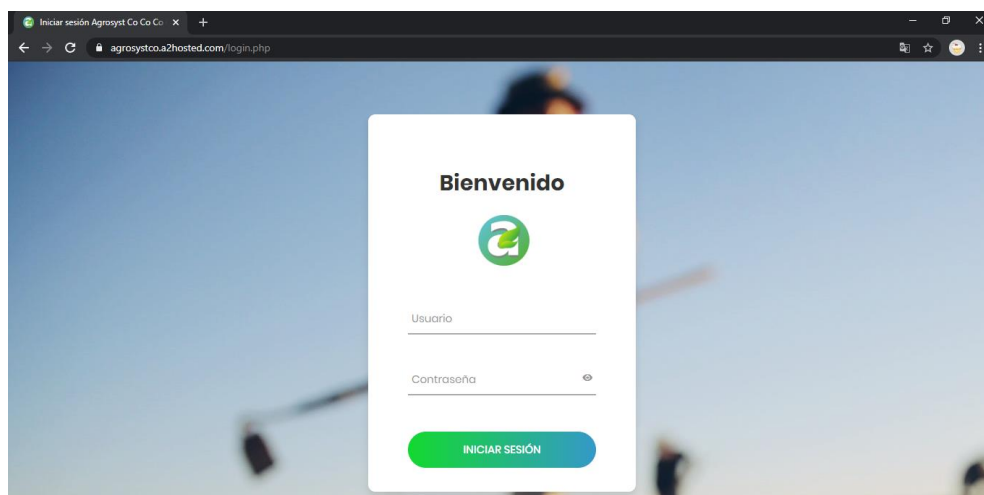 Iniciar sesión Agrosyst Co Co Co
agrosystco.a2hosted.com/login.php
Bienvenido
a
Usuario
Contraseña
INICIAR SESIÓN